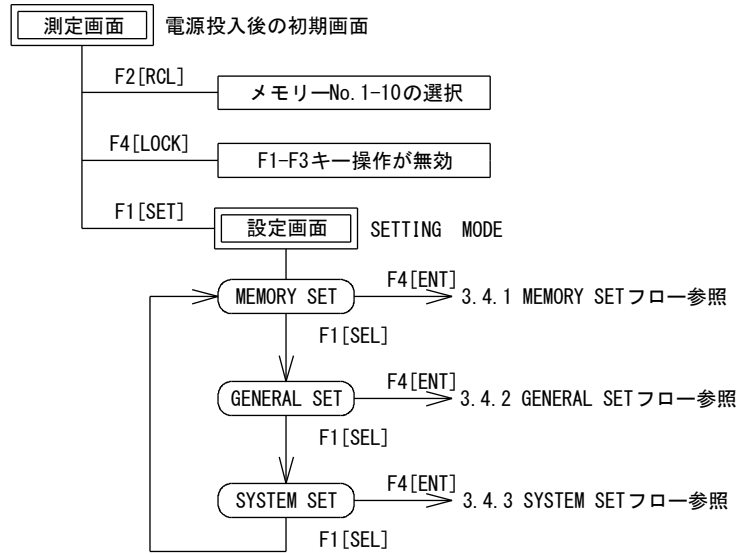 測定画面 電源投入後の初期画面
F2[RCL]
メモリーNo.1-10の選択
F4[LOCK]
F1-F3キー操作が無効
F1[SET]
設定画面 SETTING MODE
MEMORY SET
F4[ENT]
3.4.1 MEMORY SETフロー参照
F1[SEL]
GENERAL SET
F4[ENT]
3.4.2 GENERAL SETフロー参照
F1[SEL]
SYSTEM SET
F4[ENT]
3.4.3 SYSTEM SETフロー参照
F1[SEL]